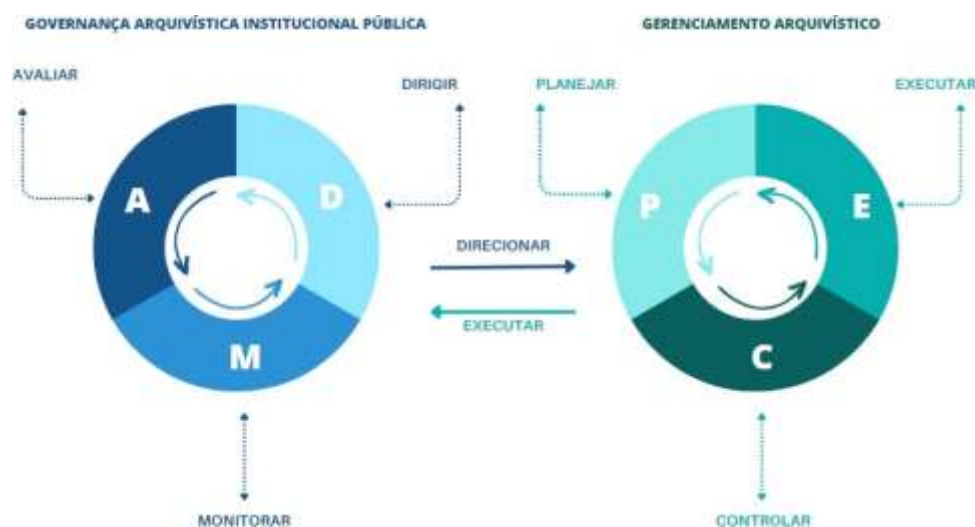 GOVERNANÇA ARQUIVÍSTICA INSTITUCIONAL PÚBLICA
GERENCIAMENTO ARQUIVÍSTICO
AVALIAR
DIRIGIR
PLANEJAR
EXECUTAR
A
D
P
E
DIRECIONAR
EXECUTAR
M
C
MONITORAR
CONTROLAR